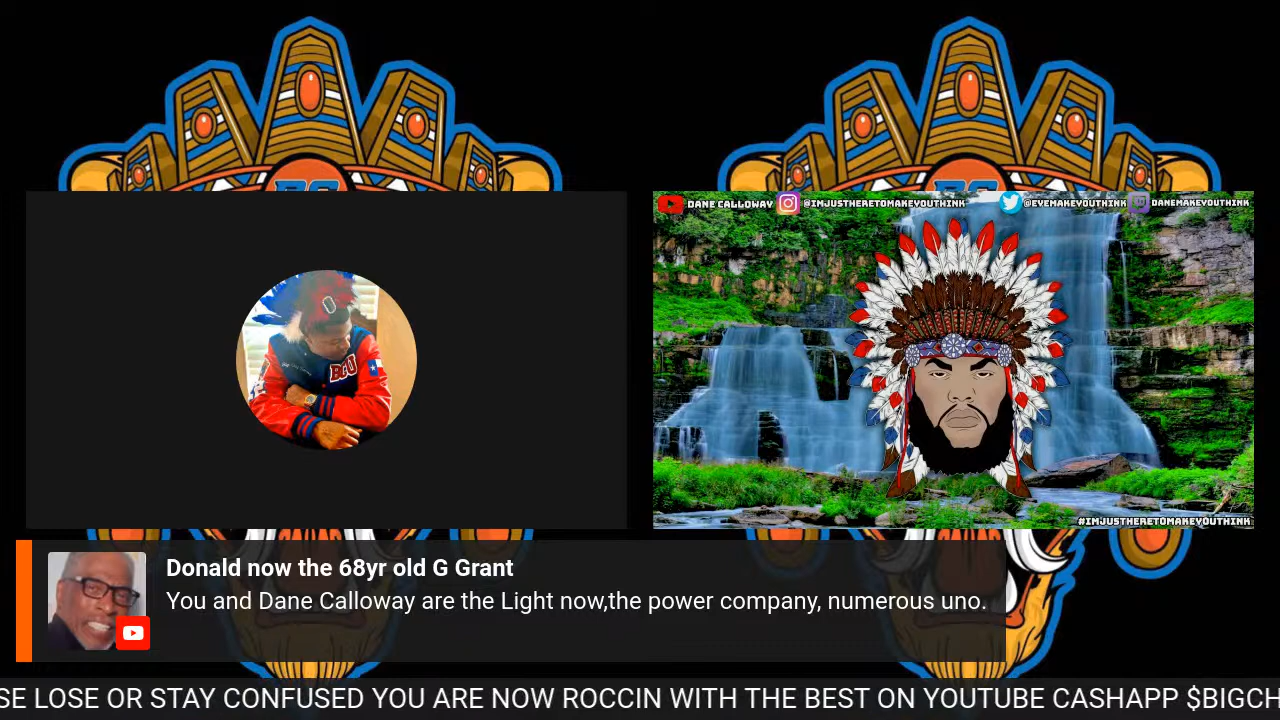 DANE CALLOWAY @IMJUSTHERETOMAKEYOUTHINK @EYEMAKEYOUTHINK DANEMAKEYOUTHINK
BCU
#IMJUSTHERETOMAKEYOUTHINK
Donald now the 68yr old G Grant
You and Dane Calloway are the Light now,the power company, numerous uno.
SE LOSE OR STAY CONFUSED YOU ARE NOW ROCCIN WITH THE BEST ON YOUTUBE CASHAPP $BIGCH